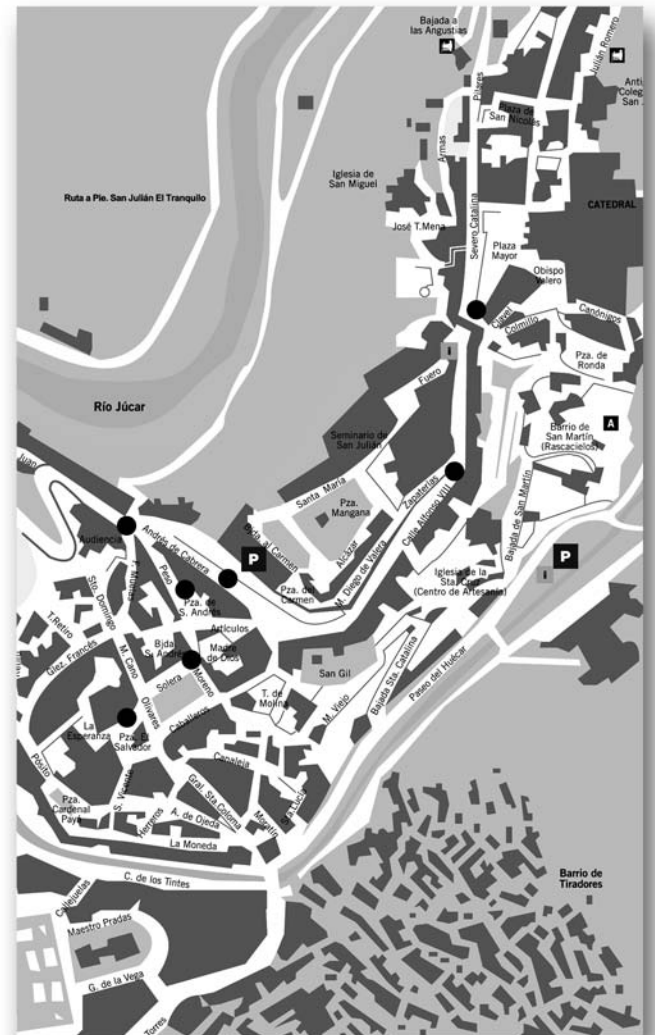 Bajada a
las Angustias
Julián Romero
Pilares
Plaza de
San Nicolás
Anti
Coleg
San
Armas
Iglesia de
San Miguel
Ruta a Pie. San Julián El Tranquilo
CATEDRAL
José T.Mena
Severo Catalina
Plaza
Mayor
Obispo
Valero
Clavel
Colmillo
Canónigos
i
Pza. de
Ronda
Fuero
Río Júcar
A
Barrio de
San Martín
(Rascacielos)
Seminario de
San Julián
Juan
Santa María
Zapaterías
Pza.
Mangana
Calle Alfonso VIII
Bajada de San Martín
Audiencia
Andrés de Cabrera
Bjda. al Carmen
Alcázar
P
P
i
F. Muelas
Peso
Pza. del
Carmen
M. Diego de Valera
Iglesia de la
Sta. Cruz
(Centro de Artesanía)
Sto. Domingo
Pza. de
S. Andrés
T.Retiro
Artículos
Glez. Francés
M. Cano
Bjda
S. Andrés
Madre
de Dios
San Gil
Bajada Sta. Catalina
Paseo del Huécar
Solera
Moreno
T. de
Molina
M. Viejo
Olivares
Caballeros
La
Esperanza
Pza. El
Salvador
Canaleja
Pósito
Pza.
Cardenal
Payá
S. Vicente
Gral. Sta.Coloma
Moratín
Sta.Lucía
Herreros
A. de Ojeda
La Moneda
C. de los Tintes
Barrio de
Tiradores
Callejuelas
Maestro Pradas
G. de la Vega
Torres